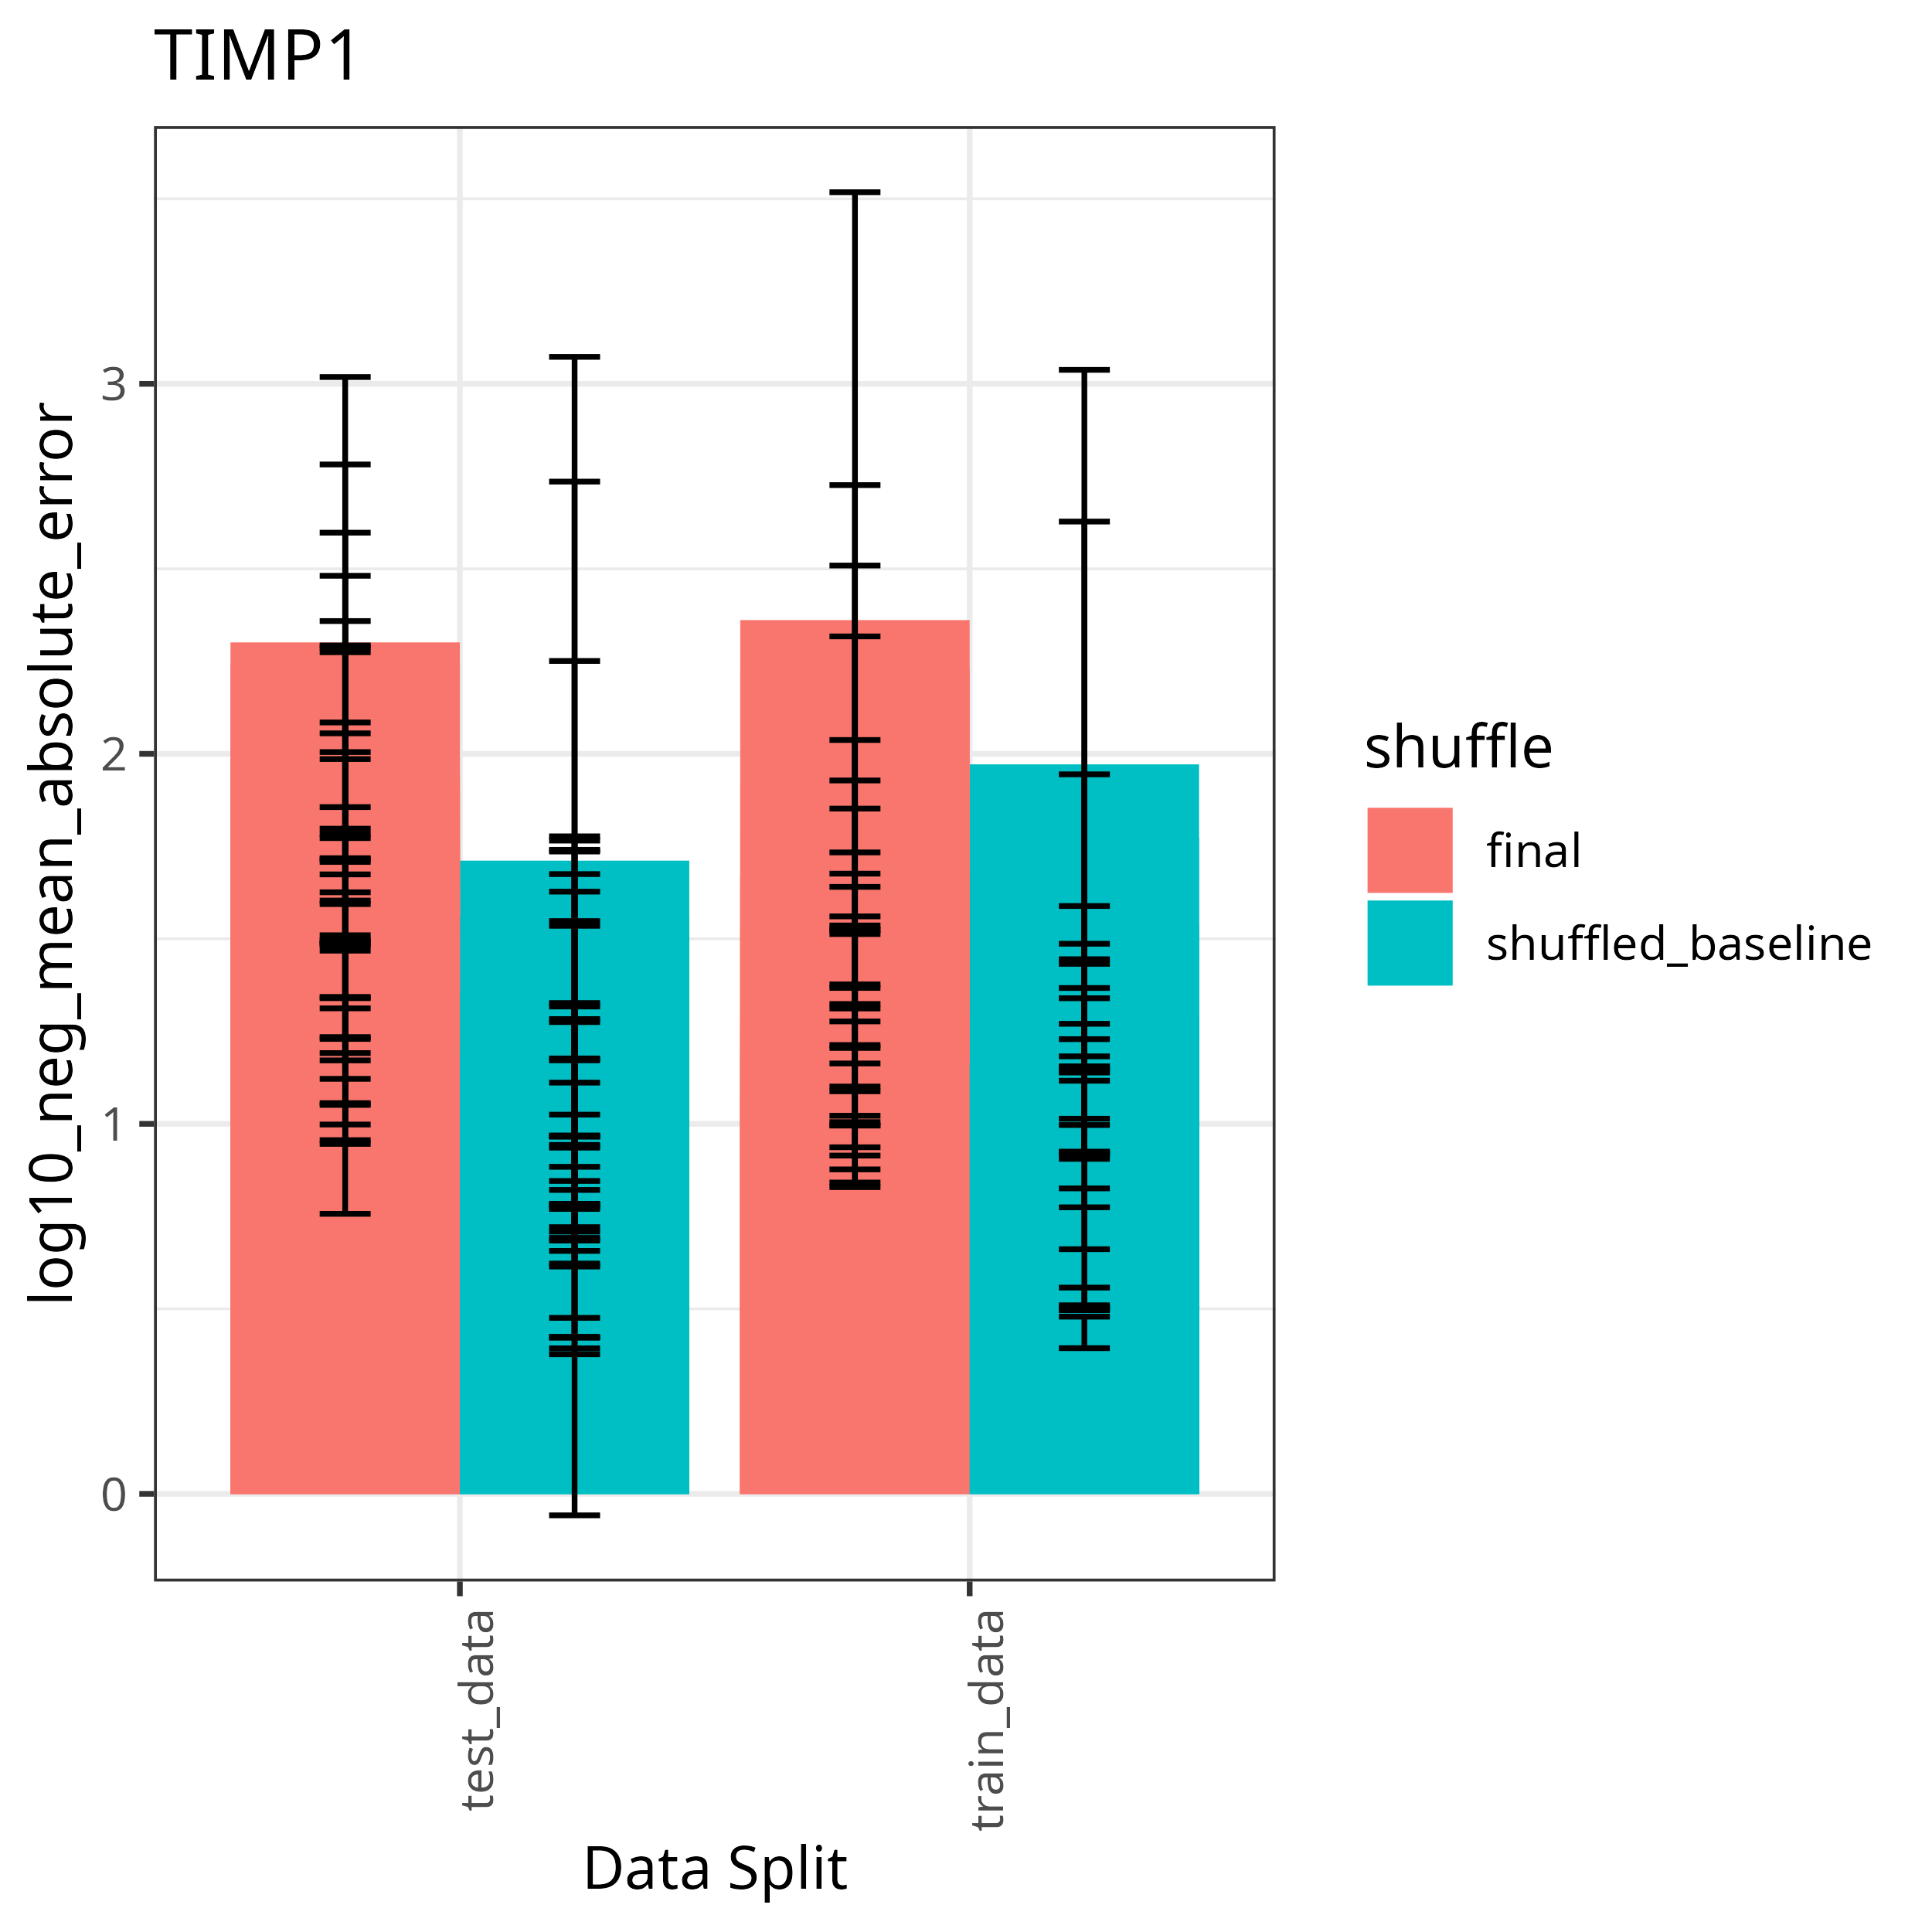 TIMP1
log10_neg_mean_absolute_error
3
2
1
0
test_data
train_data
Data Split
shuffle
final
shuffled_baseline